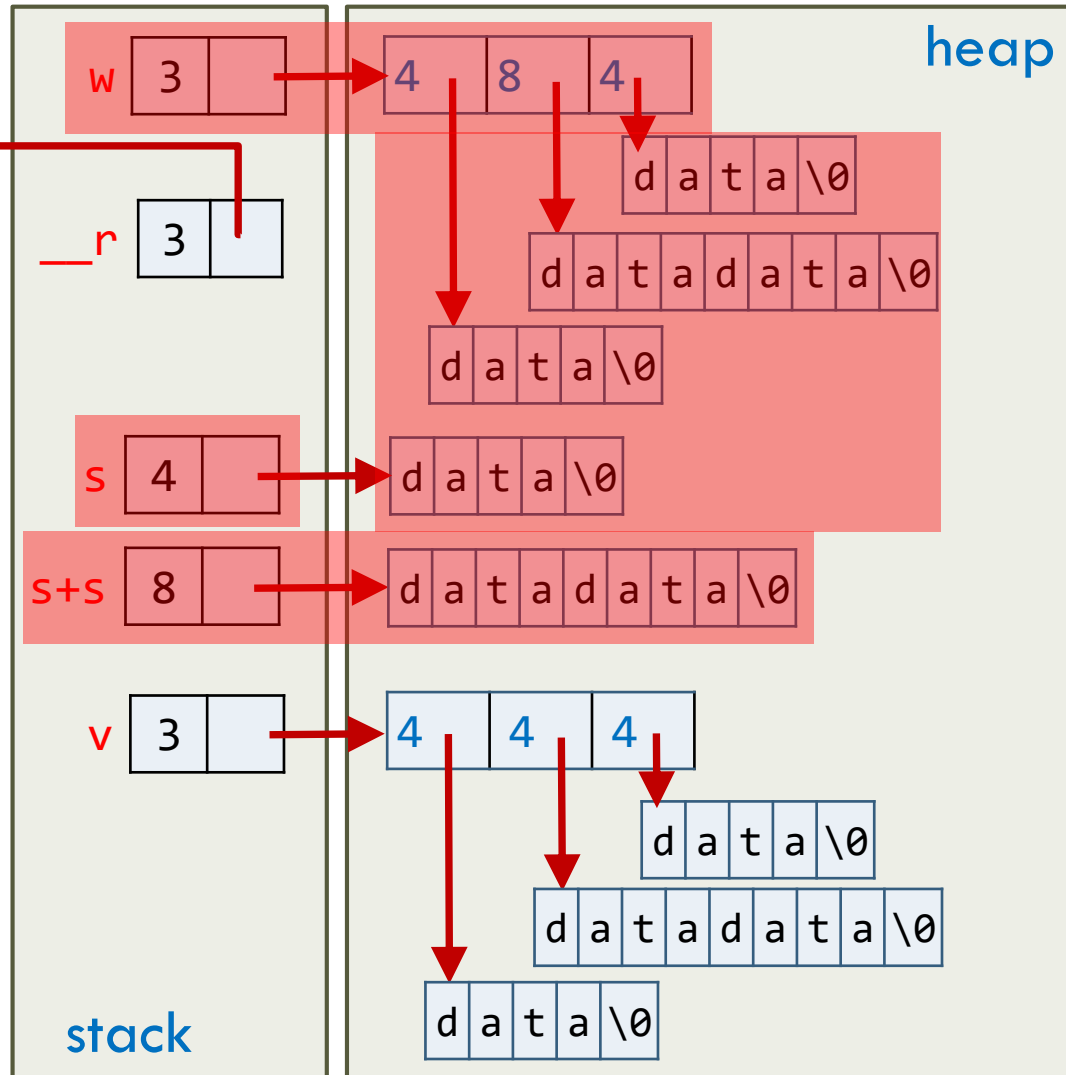 heap
w 3 4 8 4
d a t a \0
__r 3
d a t a d a t a \0
d a t a \0
s 4 d a t a \0
s+s 8 d a t a d a t a \0
v 3 4 4 4
d a t a \0
d a t a d a t a \0
d a t a \0
stack